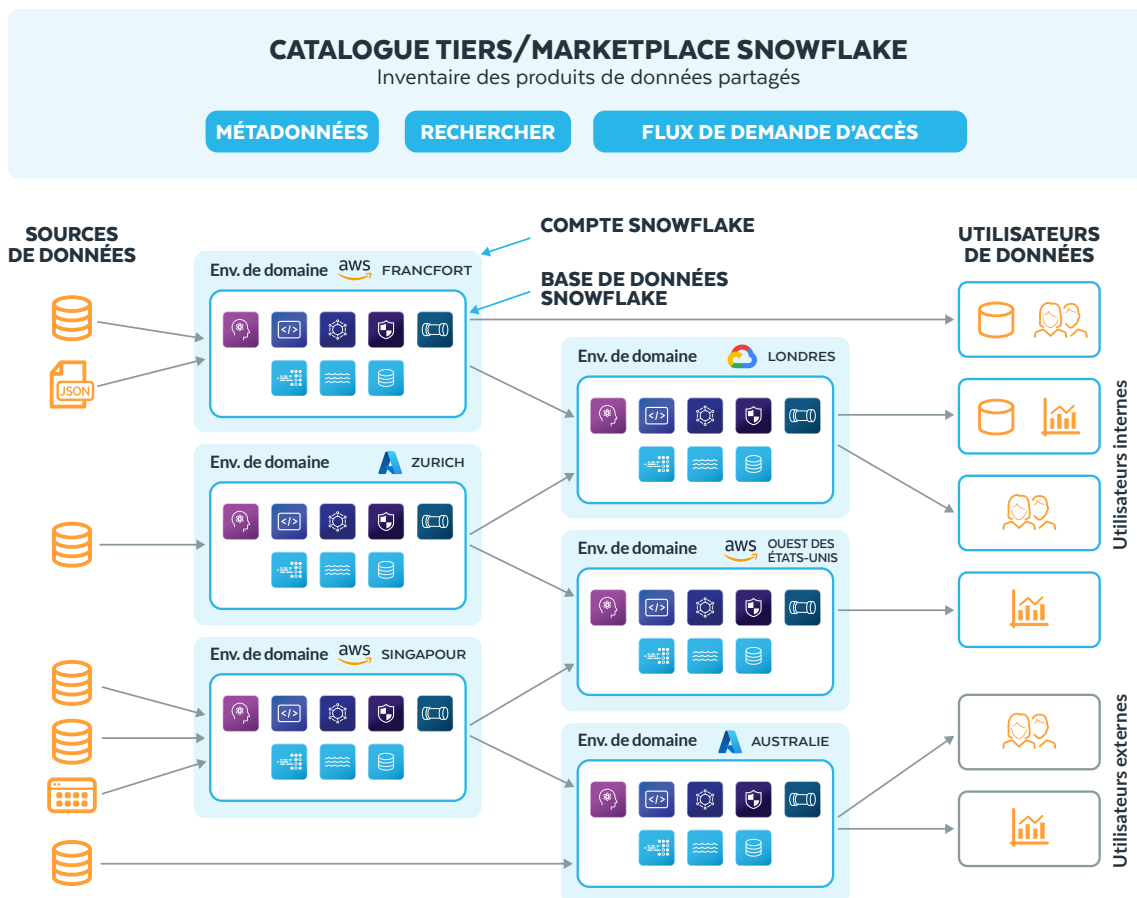 CATALOGUE TIERS/MARKETPLACE SNOWFLAKE
Inventaire des produits de données partagés
MÉTADONNÉES
RECHERCHER
FLUX DE DEMANDE D’ACCÈS
SOURCES
DE DONNÉES
COMPTE SNOWFLAKE
BASE DE DONNÉES
SNOWFLAKE
UTILISATEURS
DE DONNÉES
Env. de domaine aws FRANCFORT
</>
JSON
Env. de domaine LONDRES
</>
Env. de domaine ZURICH
</>
Env. de domaine aws OUEST DES
ÉTATS-UNIS
</>
Env. de domaine aws SINGAPOUR
</>
Env. de domaine AUSTRALIE
</>
Utilisateurs internes
Utilisateurs externes